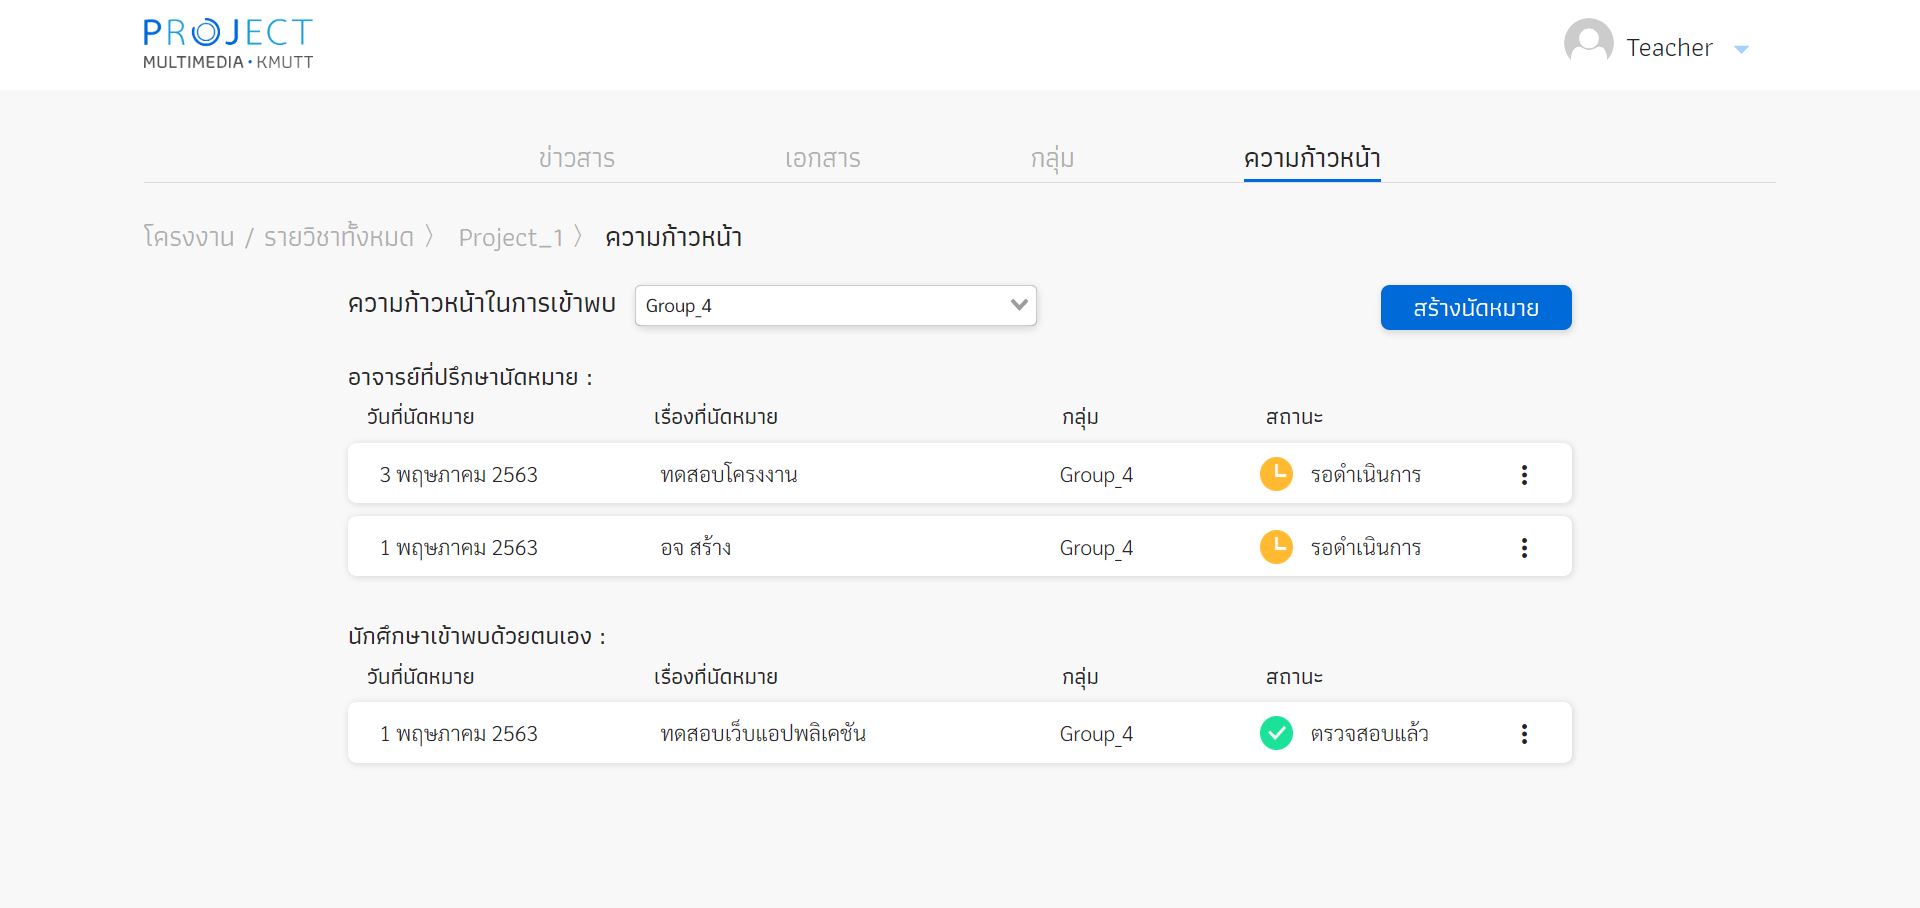 PROJECT
MULTIMEDIA • KMUTT
Teacher
ข่าวสาร เอกสาร กลุ่ม ความก้าวหน้า
โครงงาน / รายวิชาทั้งหมด 〉 Project_1 〉 ความก้าวหน้า
ความก้าวหน้าในการเข้าพบ Group_4 สร้างนัดหมาย
อาจารย์ที่ปรึกษานัดหมาย :
วันที่นัดหมาย เรื่องที่นัดหมาย กลุ่ม สถานะ
3 พฤษภาคม 2563 ทดสอบโครงงาน Group_4 รอดำเนินการ
1 พฤษภาคม 2563 อจ สร้าง Group_4 รอดำเนินการ
นักศึกษาเข้าพบด้วยตนเอง :
วันที่นัดหมาย เรื่องที่นัดหมาย กลุ่ม สถานะ
1 พฤษภาคม 2563 ทดสอบเว็บแอปพลิเคชัน Group_4 ตรวจสอบแล้ว